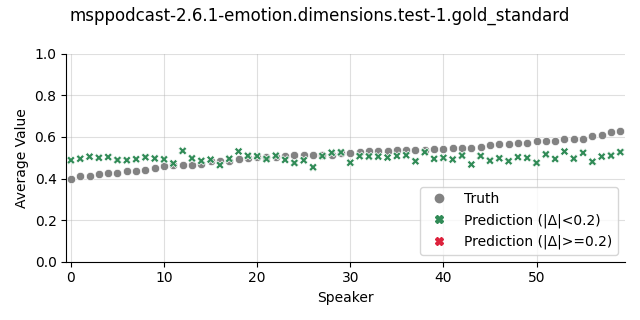 msppodcast-2.6.1-emotion.dimensions.test-1.gold_standard
1.0
0.8
0.6
0.4
0.2
0.0
Average Value
Truth
Prediction (|Δ|<0.2)
Prediction (|Δ|>=0.2)
0 10 20 30 40 50
Speaker